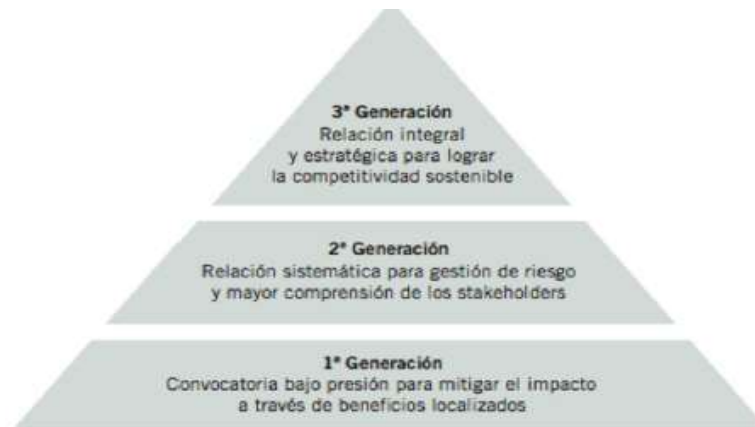 3ª Generación
Relación integral
y estratégica para lograr
la competitividad sostenible
2ª Generación
Relación sistemática para gestión de riesgo
y mayor comprensión de los stakeholders
1ª Generación
Convocatoria bajo presión para mitigar el impacto
a través de beneficios localizados